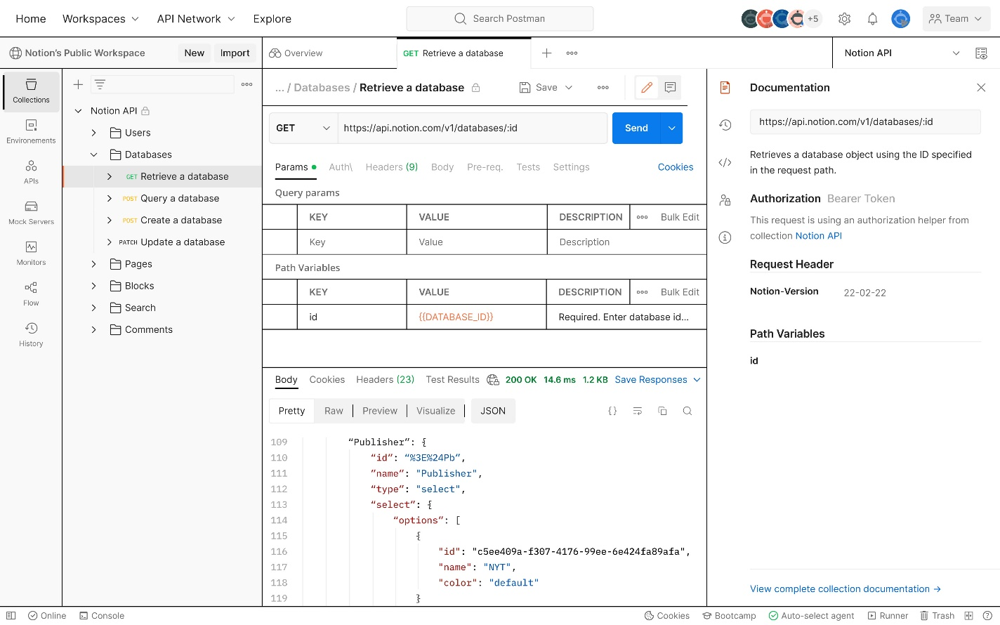 Home Workspaces API Network Explore Search Postman +5 Team
Notion’s Public Workspace New Import Overview GET Retrieve a database Notion API
Collections
Environements
APIs
Mock Servers
Monitors
Flow
History
Notion API
Users
Databases
GET Retrieve a database
POST Query a database
POST Create a database
PATCH Update a database
Pages
Blocks
Search
Comments
... / Databases / Retrieve a database Save
GET https://api.notion.com/v1/databases/:id Send
Params Auth\ Headers (9) Body Pre-req. Tests Settings Cookies
Query params
KEY VALUE DESCRIPTION Bulk Edit
Key Value Description
Path Variables
KEY VALUE DESCRIPTION Bulk Edit
id {{DATABASE_ID}} Required. Enter database id...
Body Cookies Headers (23) Test Results 200 OK 14.6 ms 1.2 KB Save Responses
Pretty Raw Preview Visualize JSON
109 “Publisher”: {
110 “id”: “%3E%24Pb”,
111 ”name”: "Publisher",
112 “type”: "select",
113 “select”: {
114 “options”: [
115 {
116 "id": "c5ee409a-f307-4176-99ee-6e424fa89afa",
117 "name": "NYT",
118 "color": "default"
119 }
Documentation
https://api.notion.com/v1/databases/:id
Retrieves a database object using the ID specified
in the request path.
Authorization Bearer Token
This request is using an authorization helper from
collection Notion API
Request Header
Notion-Version 22-02-22
Path Variables
id
View complete collection documentation →
Online Console Cookies Bootcamp Auto-select agent Runner Trash